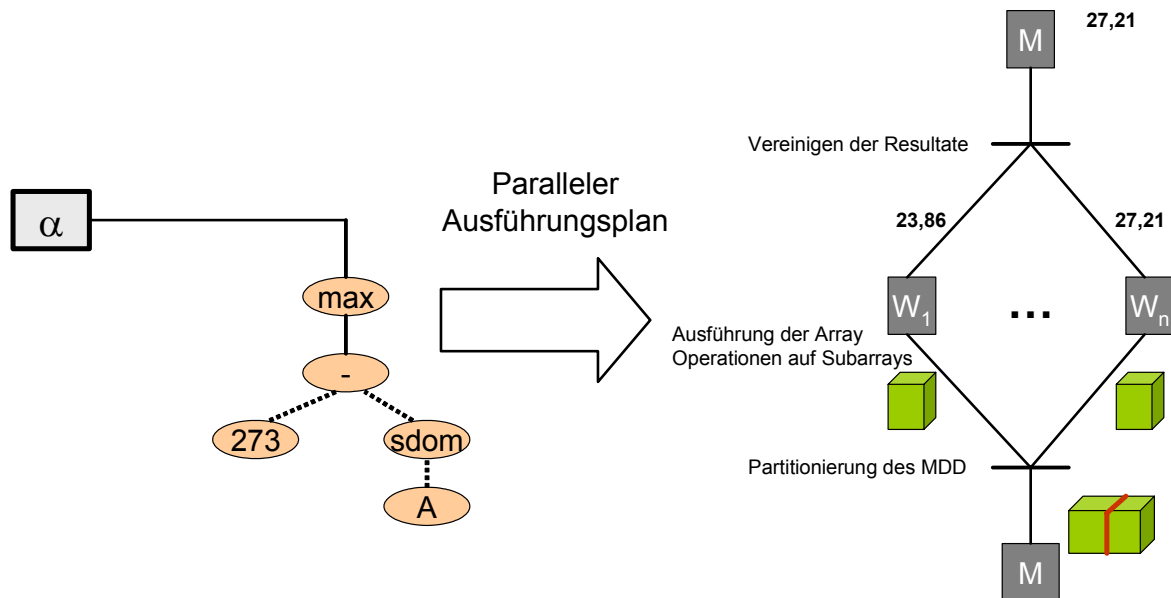 M 27,21
Vereinigen der Resultate
α
Paralleler
Ausführungsplan
23,86 27,21
max
W1 ... Wn
Ausführung der Array
Operationen auf Subarrays
-
273 sdom
Partitionierung des MDD
A
M